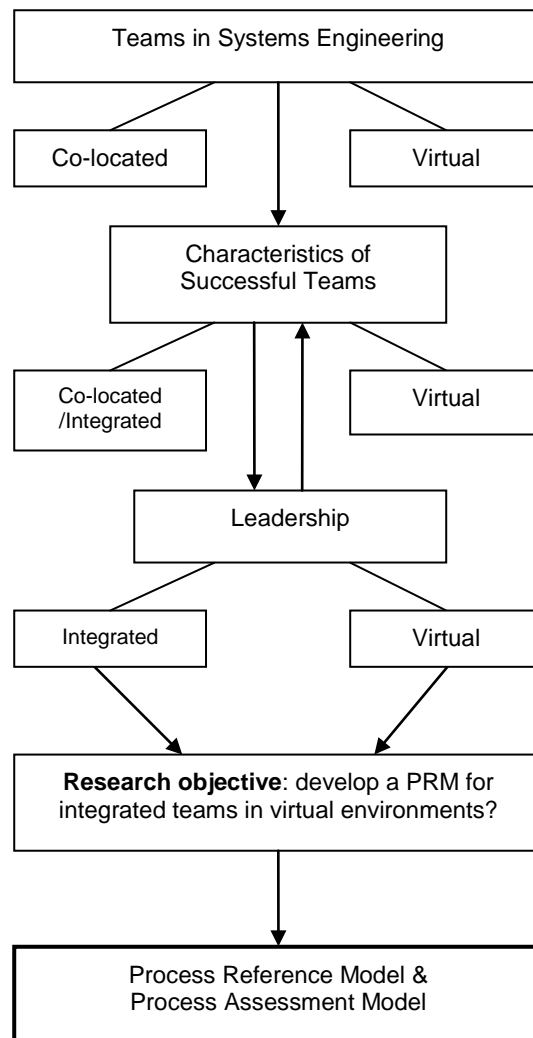 Teams in Systems Engineering
Co-located
Virtual
Characteristics of
Successful Teams
Co-located
/Integrated
Virtual
Leadership
Integrated
Virtual
Research objective: develop a PRM for
integrated teams in virtual environments?
Process Reference Model &
Process Assessment Model